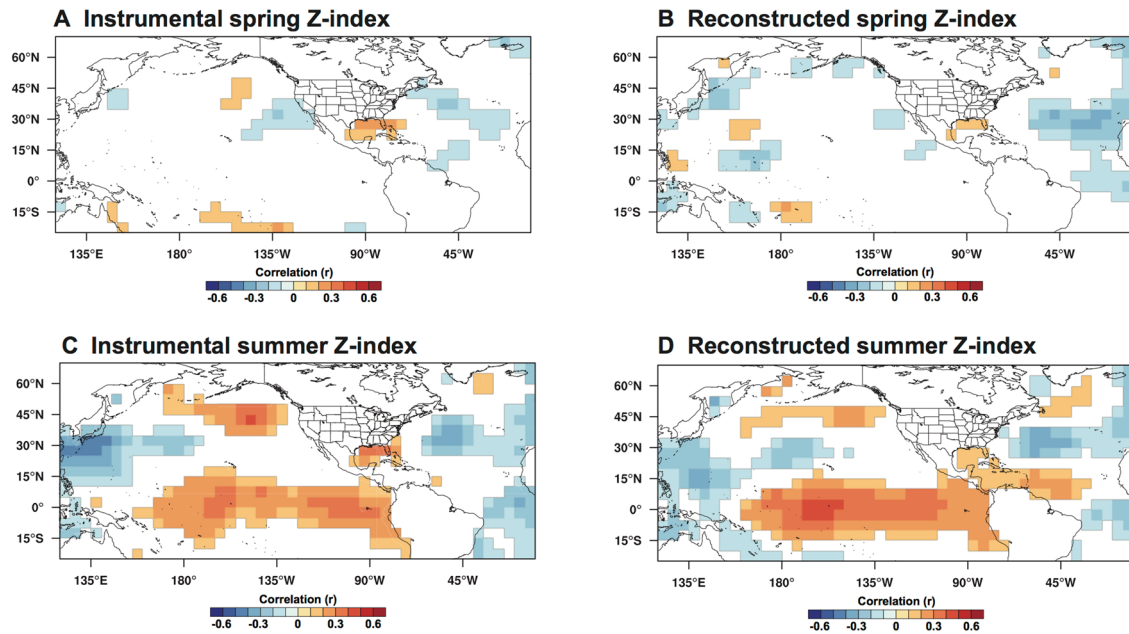 A Instrumental spring Z-index
60°N
45°N
30°N
15°N
0°
15°S
135°E 180° 135°W 90°W 45°W
Correlation (r)
-0.6 -0.3 0 0.3 0.6
B Reconstructed spring Z-index
60°N
45°N
30°N
15°N
0°
15°S
135°E 180° 135°W 90°W 45°W
Correlation (r)
-0.6 -0.3 0 0.3 0.6
C Instrumental summer Z-index
60°N
45°N
30°N
15°N
0°
15°S
135°E 180° 135°W 90°W 45°W
Correlation (r)
-0.6 -0.3 0 0.3 0.6
D Reconstructed summer Z-index
60°N
45°N
30°N
15°N
0°
15°S
135°E 180° 135°W 90°W 45°W
Correlation (r)
-0.6 -0.3 0 0.3 0.6